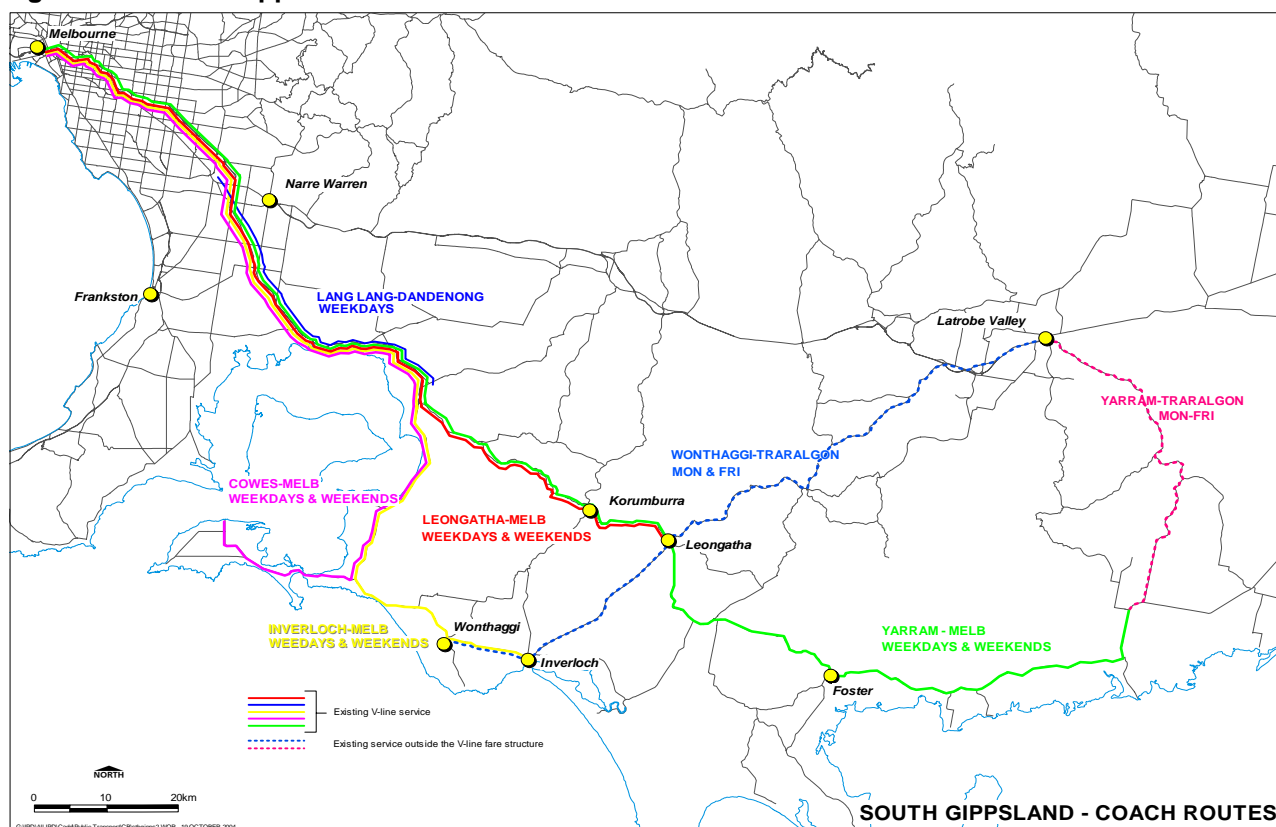 Melbourne
Narre Warren
Frankston
LANG LANG-DANDENONG
WEEKDAYS
Latrobe Valley
YARRAM-TRARALGON
MON-FRI
WONTHAGGI-TRARALGON
MON & FRI
COWES-MELB
WEEKDAYS & WEEKENDS
Korumburra
LEONGATHA-MELB
WEEKDAYS & WEEKENDS
Leongatha
INVERLOCH-MELB
WEEDAYS & WEEKENDS
Wonthaggi
Inverloch
YARRAM - MELB
WEEKDAYS & WEEKENDS
Foster
Existing V-line service
Existing service outside the V-line fare structure
NORTH
0 10 20km
SOUTH GIPPSLAND - COACH ROUTES